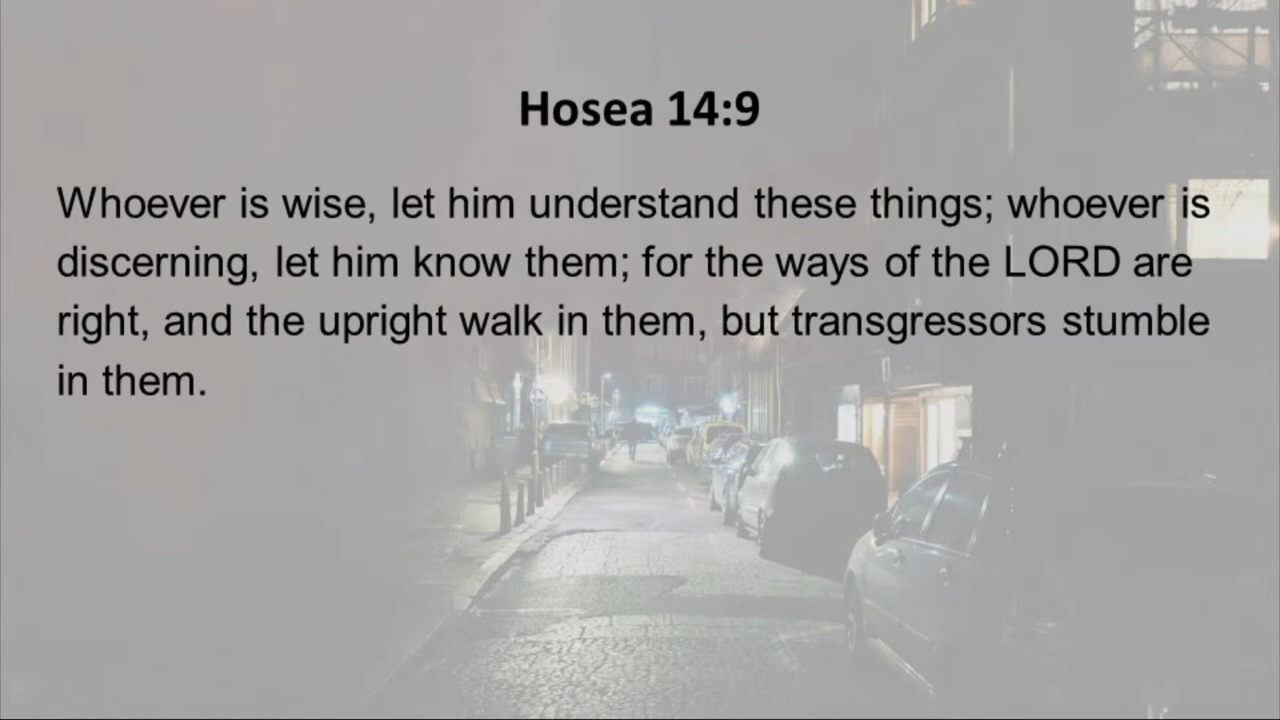 Hosea 14:9
Whoever is wise, let him understand these things; whoever is
discerning, let him know them; for the ways of the LORD are
right, and the upright walk in them, but transgressors stumble
in them.